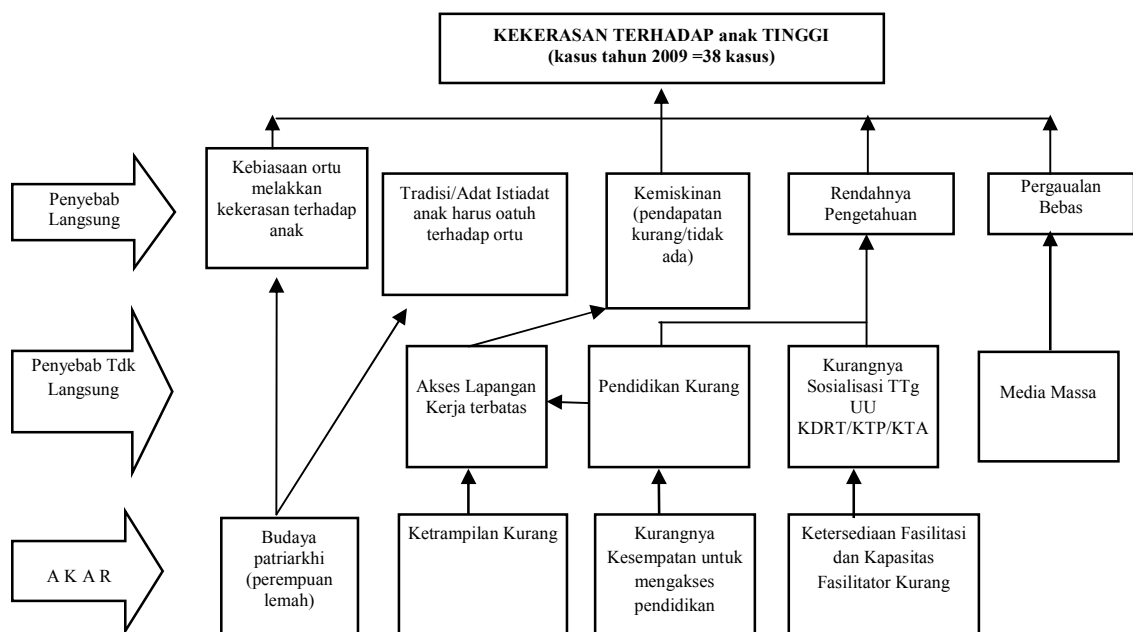 KEKERASAN TERHADAP anak TINGGI
(kasus tahun 2009 =38 kasus)
Penyebab
Langsung
Kebiasaan ortu
melakkan
kekerasan terhadap
anak
Tradisi/Adat Istiadat
anak harus oatuh
terhadap ortu
Kemiskinan
(pendapatan
kurang/tidak
ada)
Rendahnya
Pengetahuan
Pergaualan
Bebas
Penyebab Tdk
Langsung
Akses Lapangan
Kerja terbatas
Pendidikan Kurang
Kurangnya
Sosialisasi TTg
UU
KDRT/KTP/KTA
Media Massa
A K A R
Budaya
patriarkhi
(perempuan
lemah)
Ketrampilan Kurang
Kurangnya
Kesempatan untuk
mengakses
pendidikan
Ketersediaan Fasilitasi
dan Kapasitas
Fasilitator Kurang